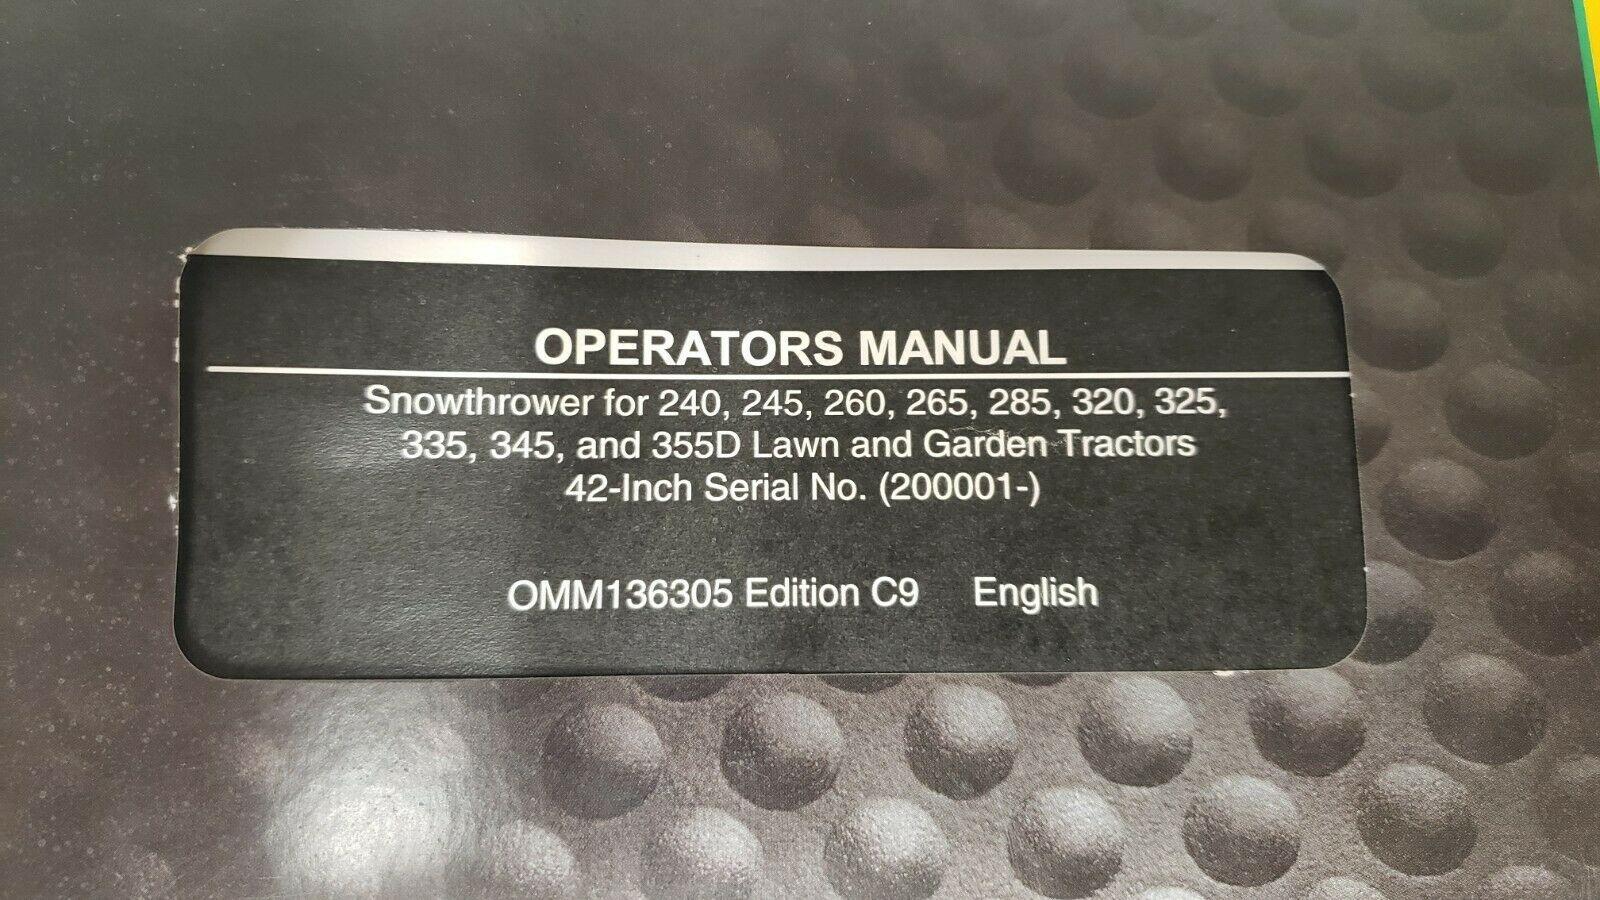 OPERATORS MANUAL
Snowthrower for 240, 245, 260, 265, 285, 320, 325,
335, 345, and 355D Lawn and Garden Tractors
42-Inch Serial No. (200001-)
OMM136305 Edition C9 English